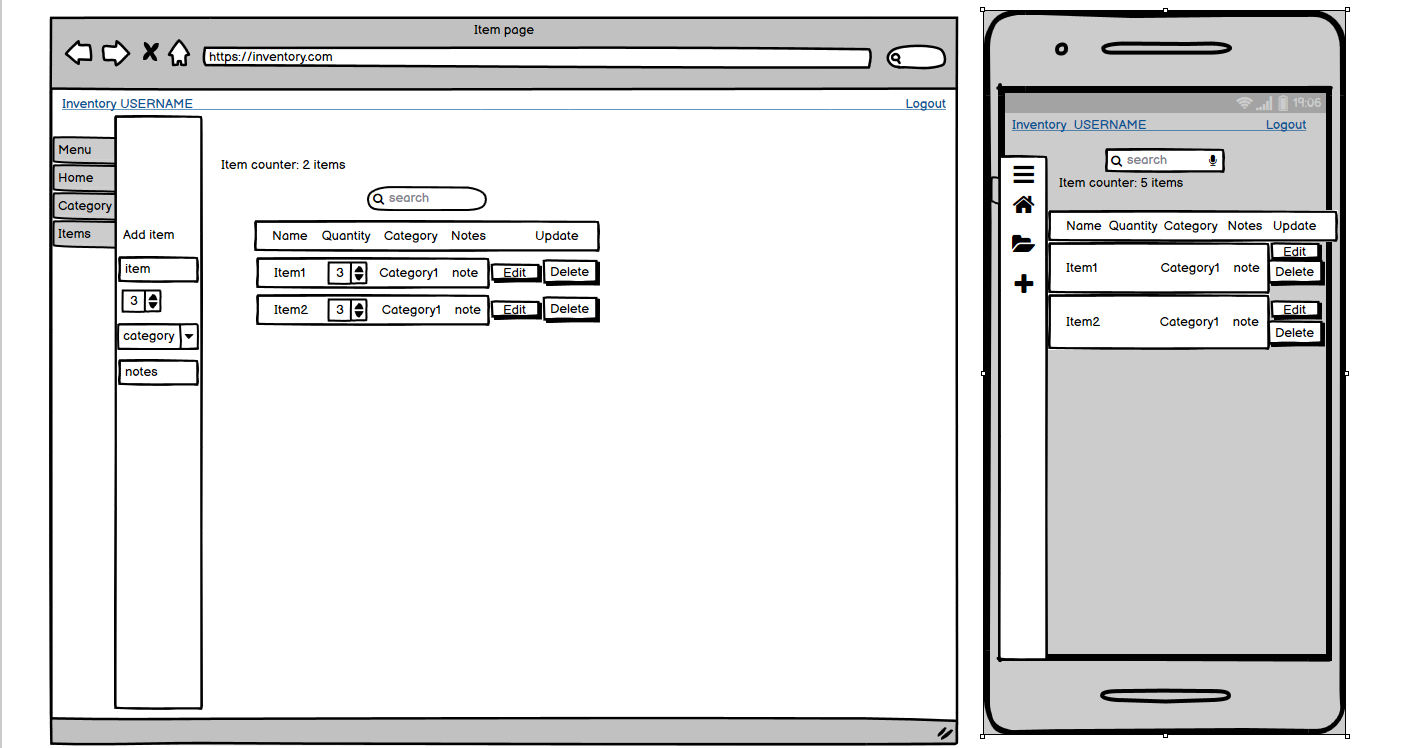 Item page
https://inventory.com
Inventory USERNAME Logout
Menu
Home
Category
Items
Add item
item
3
category
notes
Item counter: 2 items
search
Name Quantity Category Notes Update
Item1 3 Category1 note Edit Delete
Item2 3 Category1 note Edit Delete
19:06
Inventory USERNAME Logout
search
Item counter: 5 items
Name Quantity Category Notes Update
Item1 Category1 note Edit Delete
Item2 Category1 note Edit Delete